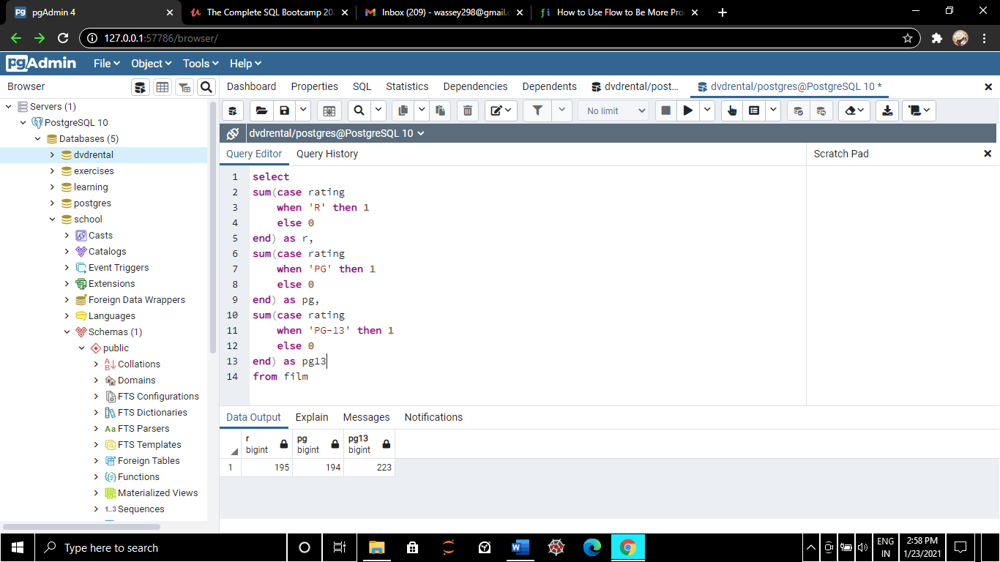 pgAdmin 4
The Complete SQL Bootcamp 202
Inbox (209) - wassey298@gmail.c
How to Use Flow to Be More Pro
127.0.0.1:57786/browser/
pgAdmin File Object Tools Help
Browser
Dashboard Properties SQL Statistics Dependencies Dependents dvdrental/post... dvdrental/postgres@PostgreSQL 10 *
No limit
dvdrental/postgres@PostgreSQL 10
Query Editor Query History
Scratch Pad
Servers (1)
PostgreSQL 10
Databases (5)
dvdrental
exercises
learning
postgres
school
Casts
Catalogs
Event Triggers
Extensions
Foreign Data Wrappers
Languages
Schemas (1)
public
Collations
Domains
FTS Configurations
FTS Dictionaries
Aa FTS Parsers
FTS Templates
Foreign Tables
Functions
Materialized Views
1..3 Sequences
1 select
2 sum(case rating
3 when 'R' then 1
4 else 0
5 end) as r,
6 sum(case rating
7 when 'PG' then 1
8 else 0
9 end) as pg,
10 sum(case rating
11 when 'PG-13' then 1
12 else 0
13 end) as pg13
14 from film
Data Output Explain Messages Notifications
r pg pg13
bigint bigint bigint
1 195 194 223
Type here to search
ENG
IN
2:58 PM
1/23/2021